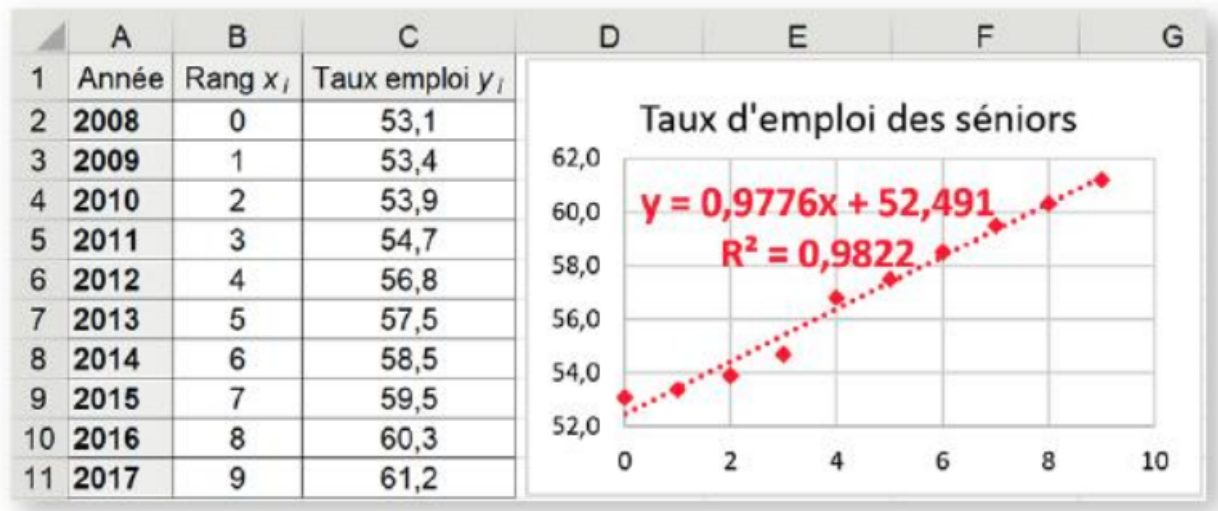 A B C D E F G
1 Année Rang x i Taux emploi y i
2 2008 0 53,1
3 2009 1 53,4
4 2010 2 53,9
5 2011 3 54,7
6 2012 4 56,8
7 2013 5 57,5
8 2014 6 58,5
9 2015 7 59,5
10 2016 8 60,3
11 2017 9 61,2
Taux d'emploi des séniors
62,0
60,0
58,0
56,0
54,0
52,0
y = 0,9776x + 52,491
R² = 0,9822
0 2 4 6 8 10